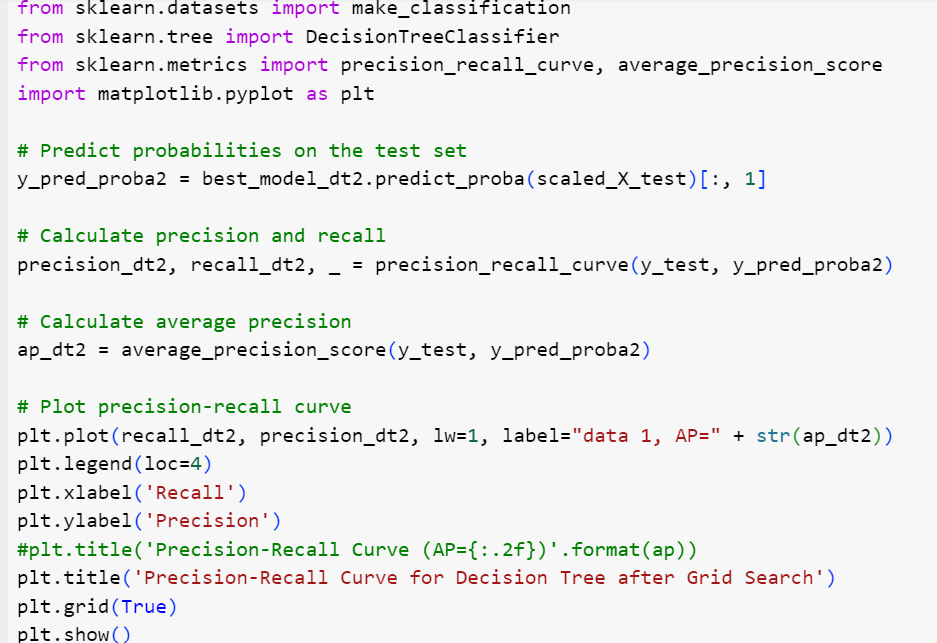 from sklearn.datasets import make_classification
from sklearn.tree import DecisionTreeClassifier
from sklearn.metrics import precision_recall_curve, average_precision_score
import matplotlib.pyplot as plt
# Predict probabilities on the test set
y_pred_proba2 = best_model_dt2.predict_proba(scaled_X_test)[:, 1]
# Calculate precision and recall
precision_dt2, recall_dt2, _ = precision_recall_curve(y_test, y_pred_proba2)
# Calculate average precision
ap_dt2 = average_precision_score(y_test, y_pred_proba2)
# Plot precision-recall curve
plt.plot(recall_dt2, precision_dt2, lw=1, label="data 1, AP=" + str(ap_dt2))
plt.legend(loc=4)
plt.xlabel('Recall')
plt.ylabel('Precision')
#plt.title('Precision-Recall Curve (AP={:.2f})'.format(ap))
plt.title('Precision-Recall Curve for Decision Tree after Grid Search')
plt.grid(True)
plt.show()